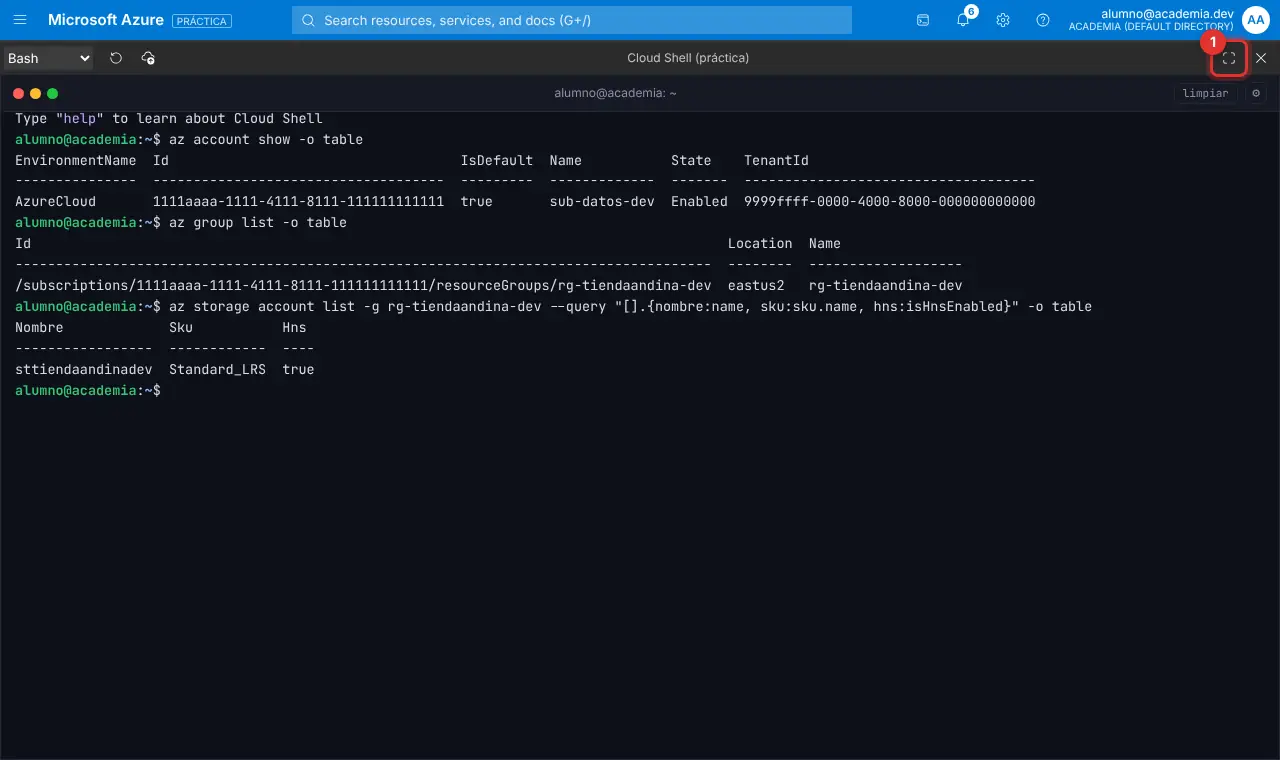 Microsoft Azure PRÁCTICA Search resources, services, and docs (G+/) 6 alumno@academia.dev AA
ACADEMIA (DEFAULT DIRECTORY)
1
Bash Cloud Shell (práctica)
alumno@academia: ~ limpiar
Type "help" to learn about Cloud Shell
alumno@academia:~$ az account show -o table
EnvironmentName  Id                                    IsDefault  Name           State    TenantId
---------------  ------------------------------------  ---------  -------------  -------  ------------------------------------
AzureCloud       1111aaaa-1111-4111-8111-111111111111  true       sub-datos-dev  Enabled  9999ffff-0000-4000-8000-000000000000
alumno@academia:~$ az group list -o table
Id                                                                                      Location  Name
--------------------------------------------------------------------------------------  --------  -------------------
/subscriptions/1111aaaa-1111-4111-8111-111111111111/resourceGroups/rg-tiendaandina-dev  eastus2   rg-tiendaandina-dev
alumno@academia:~$ az storage account list -g rg-tiendaandina-dev --query "[].{nombre:name, sku:sku.name, hns:isHnsEnabled}" -o table
Nombre             Sku           Hns
-----------------  ------------  ----
sttiendaandinadev  Standard_LRS  true
alumno@academia:~$